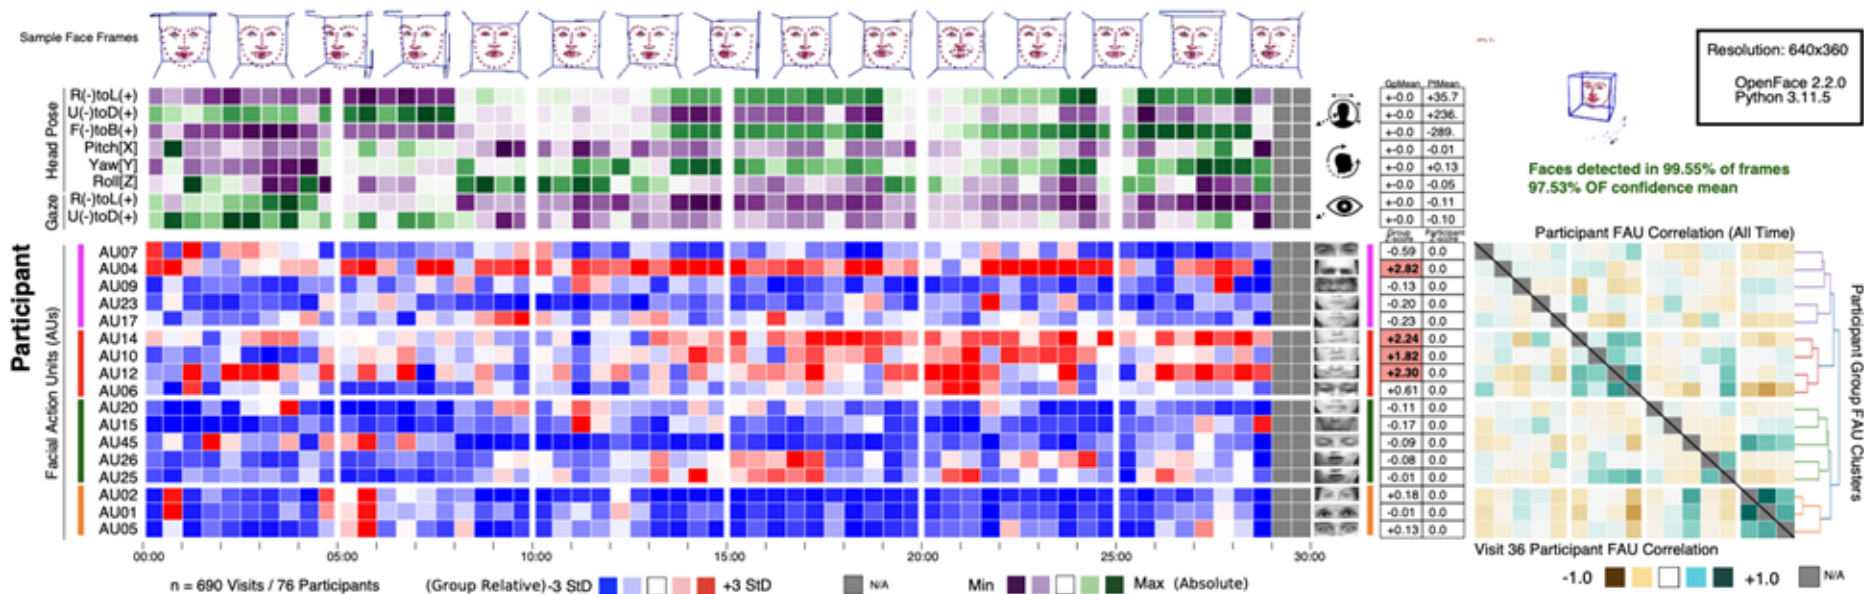 Sample Face Frames
Resolution: 640x360
OpenFace 2.2.0
Python 3.11.5
Faces detected in 99.55% of frames
97.53% OF confidence mean
Participant
Head Pose
GpMean PtMean
R(-)toL(+) +-0.0 +35.7
U(-)toD(+) +-0.0 +236.
F(-)toB(+) +-0.0 -289.
Pitch[X] +-0.0 -0.01
Yaw[Y] +-0.0 +0.13
Roll[Z] +-0.0 -0.05
Gaze
R(-)toL(+) +-0.0 -0.11
U(-)toD(+) +-0.0 -0.10
Facial Action Units (AUs)
Group Z-score Participant Z-score
AU07 -0.59 0.0
AU04 +2.82 0.0
AU09 -0.13 0.0
AU23 -0.20 0.0
AU17 -0.23 0.0
AU14 +2.24 0.0
AU10 +1.82 0.0
AU12 +2.30 0.0
AU06 +0.61 0.0
AU20 -0.11 0.0
AU15 -0.17 0.0
AU45 -0.09 0.0
AU26 -0.08 0.0
AU25 -0.01 0.0
AU02 +0.18 0.0
AU01 -0.01 0.0
AU05 +0.13 0.0
00:00 05:00 10:00 15:00 20:00 25:00 30:00
Participant FAU Correlation (All Time)
Participant Group FAU Clusters
Visit 36 Participant FAU Correlation
n = 690 Visits / 76 Participants
(Group Relative) -3 StD +3 StD
N/A
Min Max (Absolute)
-1.0 +1.0 N/A